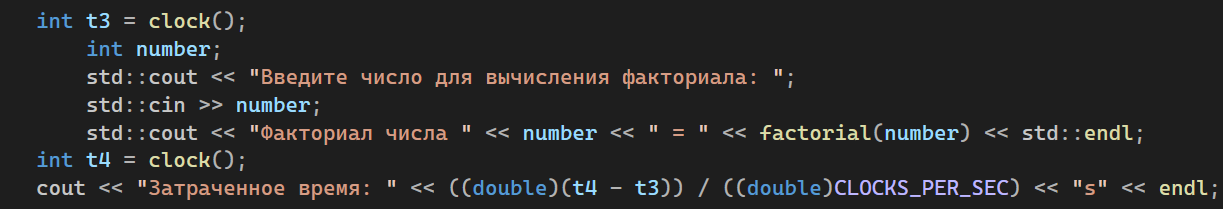 int t3 = clock();
int number;
std::cout << "Введите число для вычисления факториала: ";
std::cin >> number;
std::cout << "Факториал числа " << number << " = " << factorial(number) << std::endl;
int t4 = clock();
cout << "Затраченное время: " << ((double)(t4 - t3)) / ((double)CLOCKS_PER_SEC) << "s" << endl;